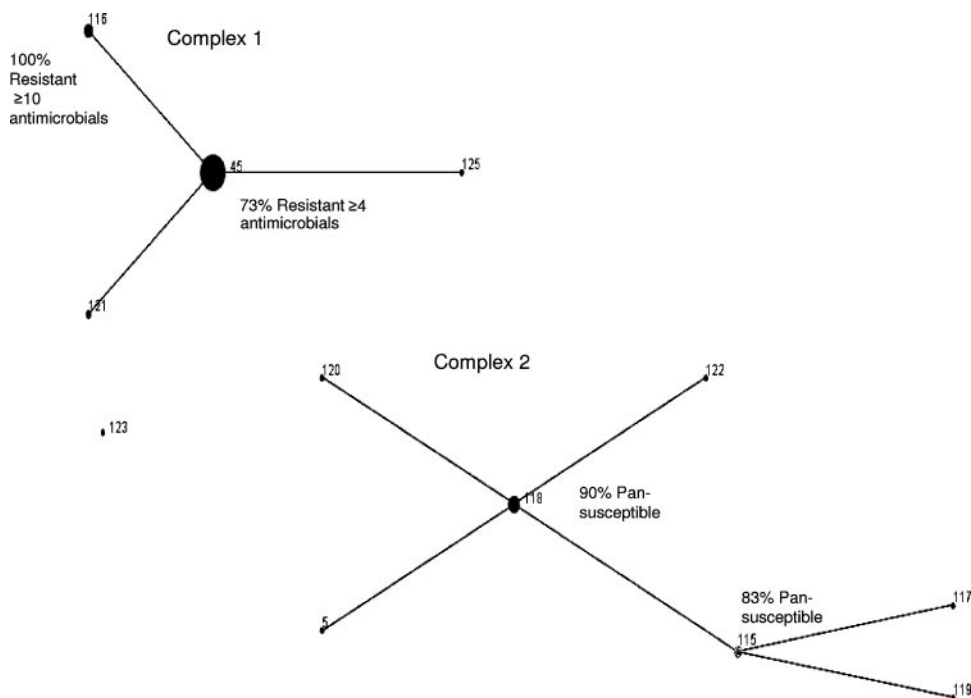 116
Complex 1
100%
Resistant
≥10
antimicrobials
45
125
73% Resistant ≥4
antimicrobials
121
Complex 2
120
122
123
118
90% Pan-
susceptible
5
83% Pan-
susceptible
117
115
119